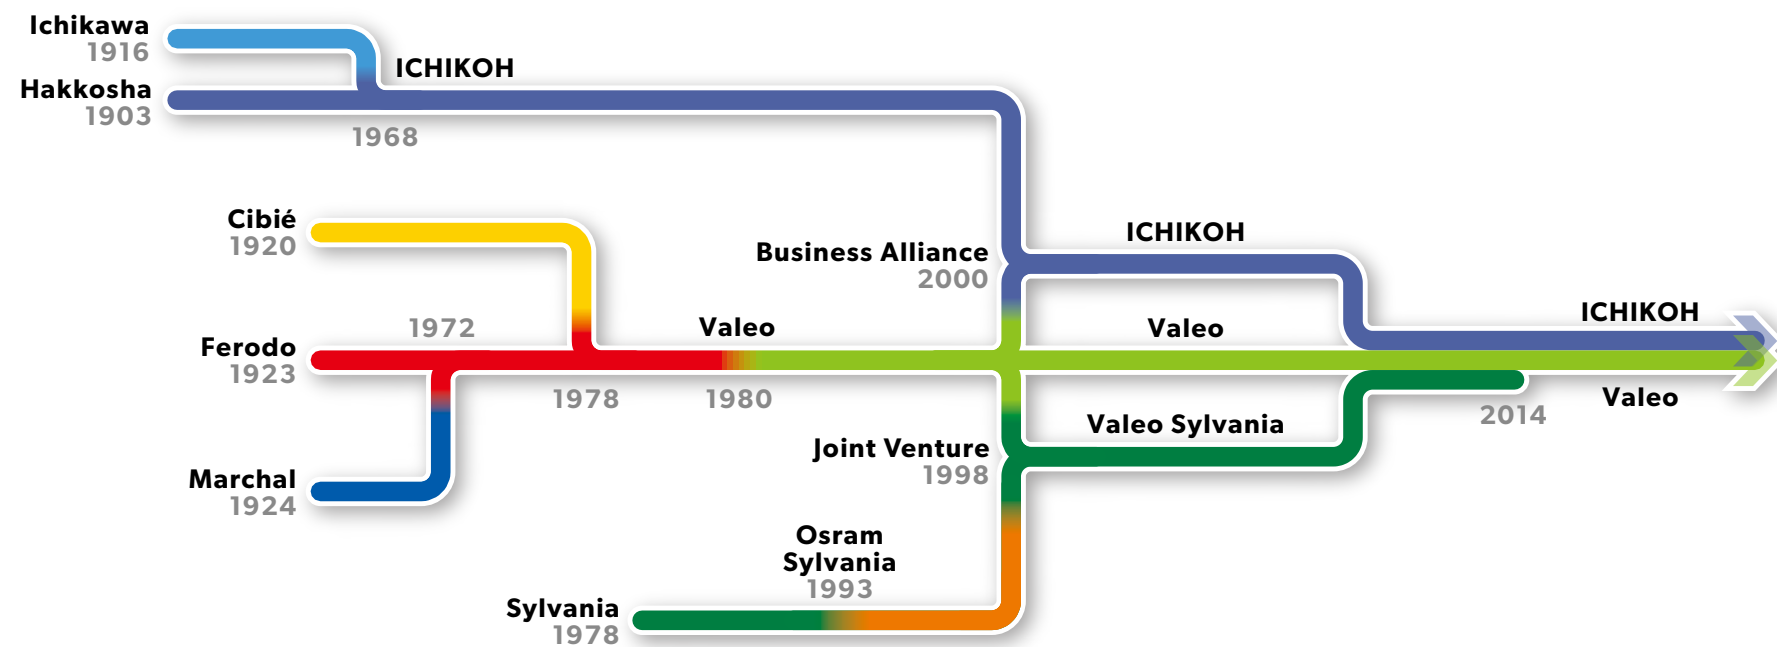 Ichikawa
1916
ICHIKOH
Hakkosha
1903
1968
Cibié
1920
Business Alliance
2000
ICHIKOH
ICHIKOH
1972
Valeo
Valeo
Ferodo
1923
1978
1980
Valeo
2014
Valeo Sylvania
Joint Venture
1998
Marchal
1924
Osram
Sylvania
1993
Sylvania
1978